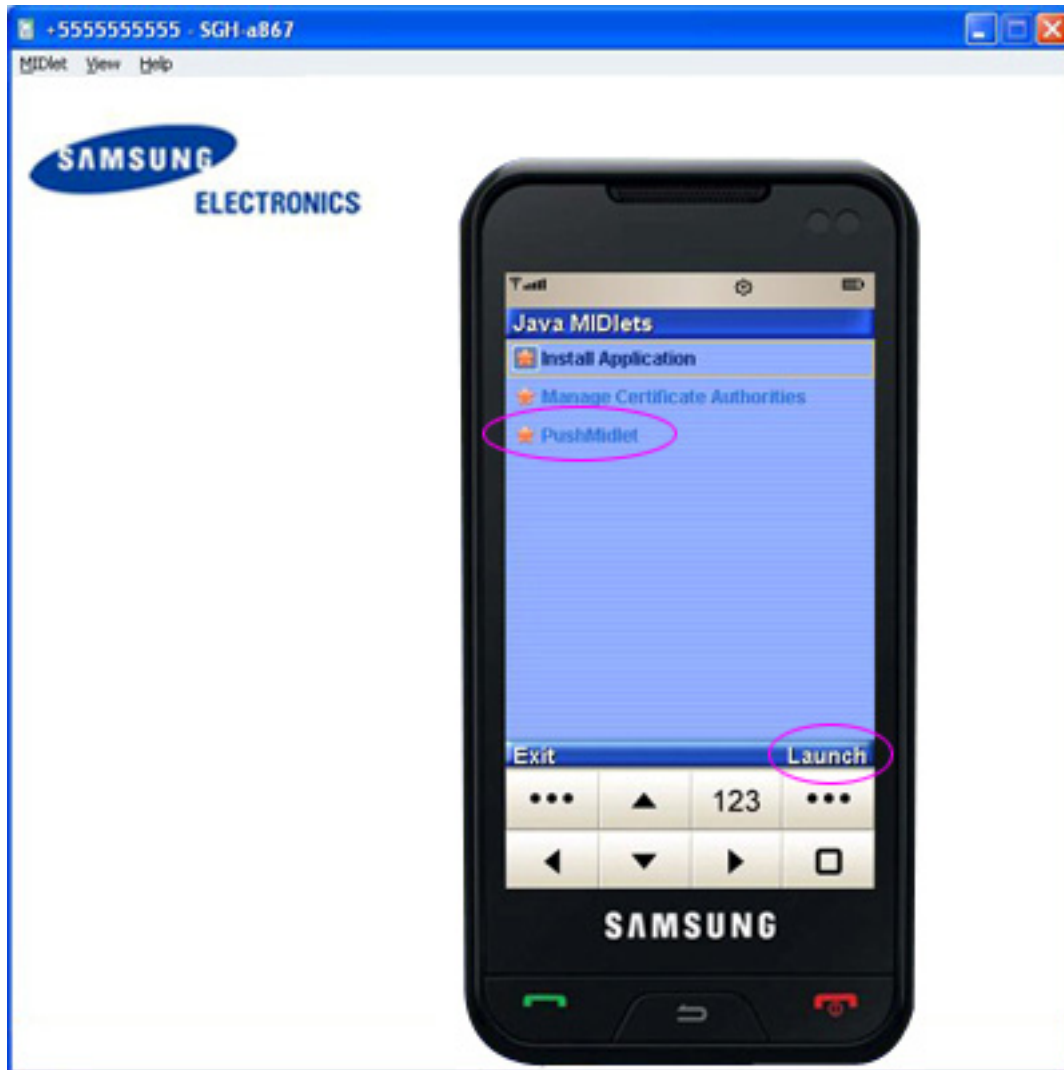 +5555555555 - SGH-a867
MIDlet View Help
SAMSUNG
ELECTRONICS
Java MIDlets
Install Application
Manage Certificate Authorities
PushMidlet
Exit Launch
••• 123 •••
SAMSUNG